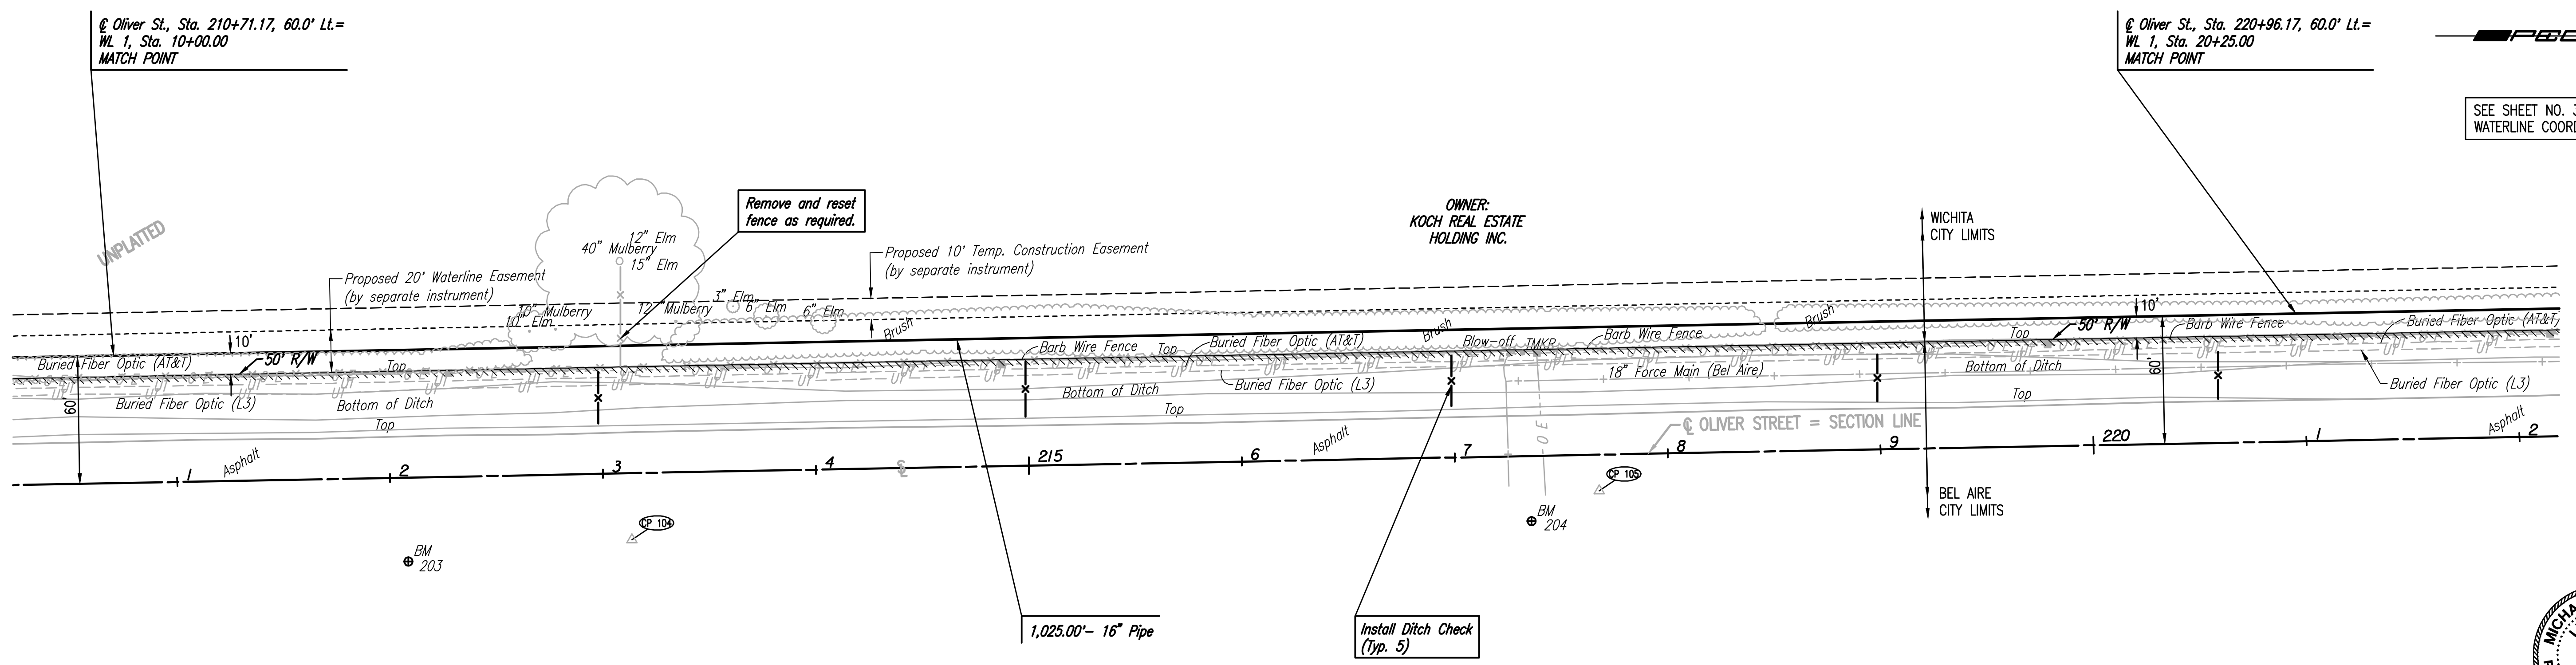 ℄ Oliver St., Sta. 210+71.17, 60.0' Lt.=
WL 1, Sta. 10+00.00
MATCH POINT
℄ Oliver St., Sta. 220+96.17, 60.0' Lt.=
WL 1, Sta. 20+25.00
MATCH POINT
SEE SHEET NO.
WATERLINE
UNPLATTED
Remove and reset
fence as required.
OWNER:
KOCH REAL ESTATE
HOLDING INC.
WICHITA
CITY LIMITS
12" Elm
40" Mulberry
15" Elm
Proposed 20' Waterline Easement
(by separate instrument)
Proposed 10' Temp. Construction Easement
(by separate instrument)
10" Mulberry
Elm
12" Mulberry
3" Elm
6" Elm
6" Elm
Brush
Brush
Brush
10'
50' R/W
Buried Fiber Optic (AT&T)
Top
Barb Wire Fence
Top
Buried Fiber Optic (AT&T)
Blow-off
TMKP
Barb Wire Fence
Top
50' R/W
10'
Barb Wire Fence
Buried Fiber Optic (AT&T)
60'
Buried Fiber Optic (L3)
Bottom of Ditch
Top
Bottom of Ditch
Buried Fiber Optic (L3)
Top
18" Force Main (Bel Aire)
Bottom of Ditch
Top
60'
Buried Fiber Optic (L3)
OE
℄ OLIVER STREET = SECTION LINE
Asphalt
Asphalt
Asphalt
1
2
3
4
215
6
7
8
9
220
1
2
CP 104
CP 105
BM
203
BM
204
BEL AIRE
CITY LIMITS
1,025.00'- 16" Pipe
Install Ditch Check
(Typ. 5)